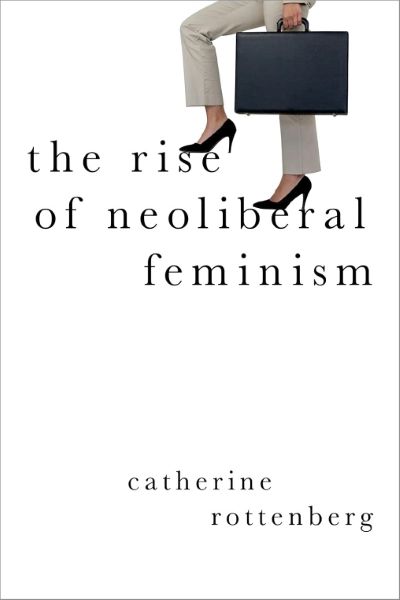 the rise
of neoliberal
feminism
catherine
rottenberg